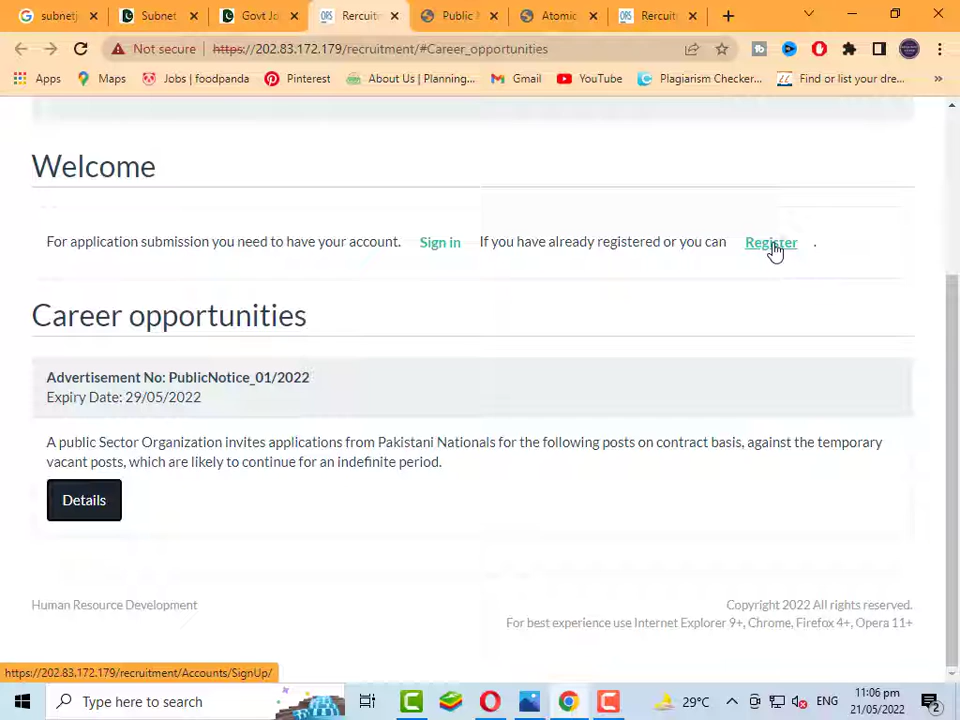 subnetj
Subnet
Govt Jo
ORS
Recruit
Public N
Atomic
ORS
Recruit
Not secure
https://202.83.172.179/recruitment/#Career_opportunities
Apps
Maps
Jobs | foodpanda
Pinterest
About Us | Planning...
Gmail
YouTube
Plagiarism Checker...
Find or list your dre...
»
Welcome
For application submission you need to have your account. Sign in If you have already registered or you can Register .
Career opportunities
Advertisement No: PublicNotice_01/2022
Expiry Date: 29/05/2022
A public Sector Organization invites applications from Pakistani Nationals for the following posts on contract basis, against the temporary
vacant posts, which are likely to continue for an indefinite period.
Details
Human Resource Development
Copyright 2022 All rights reserved.
For best experience use Internet Explorer 9+, Chrome, Firefox 4+, Opera 11+
https://202.83.172.179/recruitment/Accounts/SignUp/
Type here to search
29°C
ENG
11:06 pm
21/05/2022
2